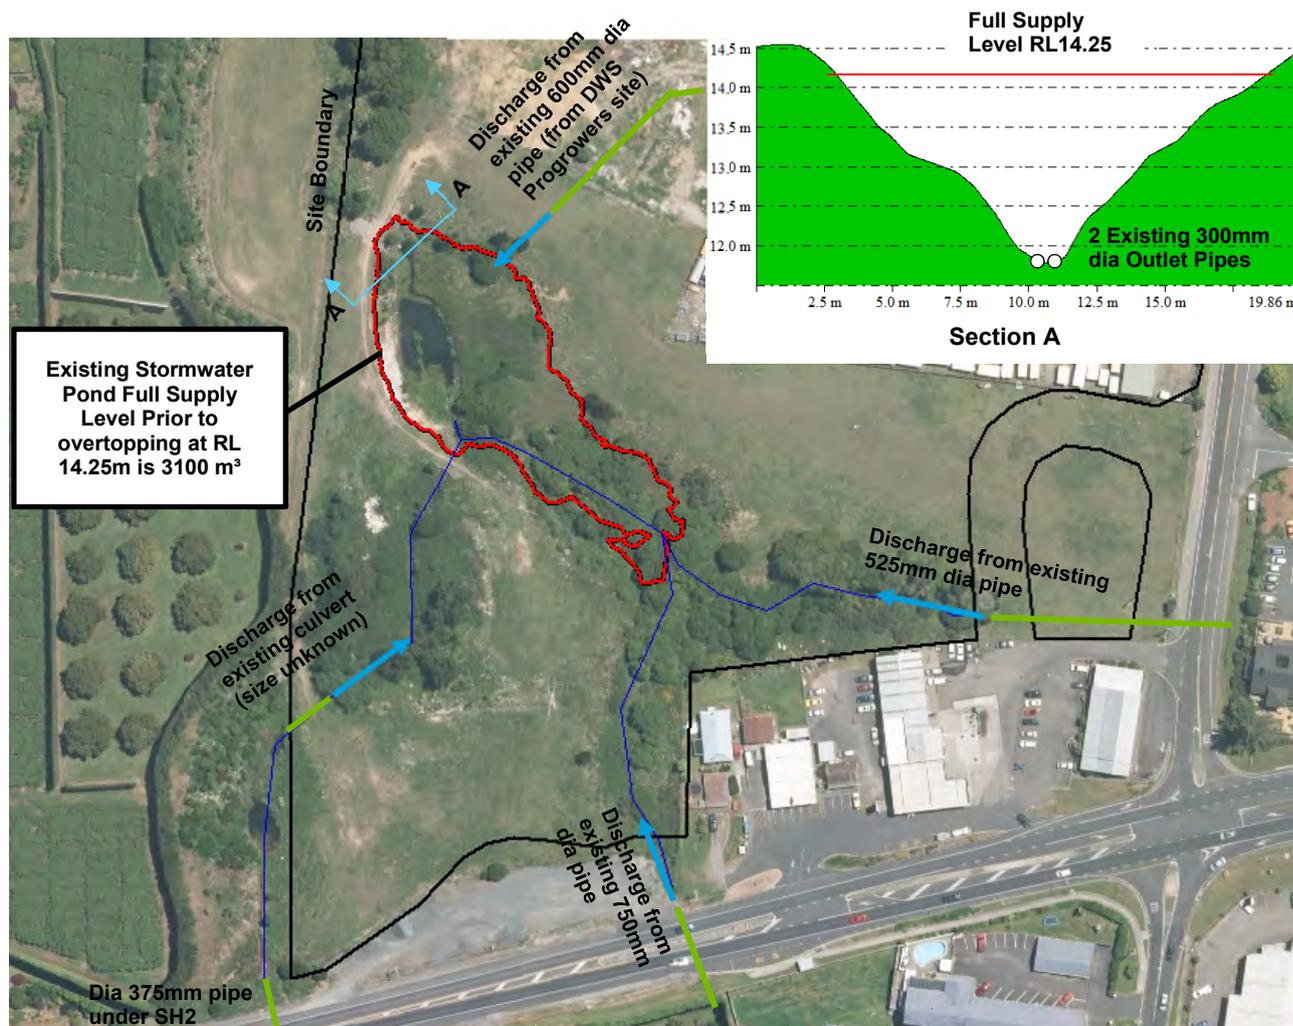 Full Supply
Level RL14.25
14.5 m
14.0 m
13.5 m
13.0 m
12.5 m
12.0 m
2 Existing 300mm
dia Outlet Pipes
2.5 m 5.0 m 7.5 m 10.0 m 12.5 m 15.0 m 19.86 m
Section A
Discharge from
existing 600mm dia
pipe (from DWS
Progrowers site)
Site Boundary
A
A
Existing Stormwater
Pond Full Supply
Level Prior to
overtopping at RL
14.25m is 3100 m³
Discharge from existing
525mm dia pipe
Discharge from
existing culvert
(size unknown)
Discharge from
existing 750mm
dia pipe
Dia 375mm pipe
under SH2